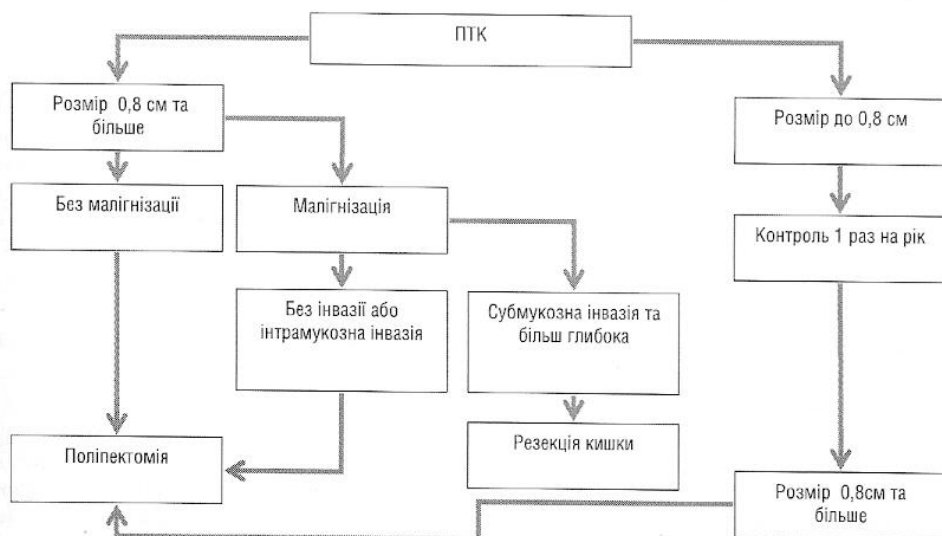 ПТК
Розмір 0,8 см та
більше
Розмір до 0,8 см
Без малігнизації
Малігнізація
Контроль 1 раз на рік
Без інвазії або
інтрамукозна інвазія
Субмукозна інвазія та
більш глибока
Резекція кишки
Поліпектомія
Розмір 0,8см та
більше